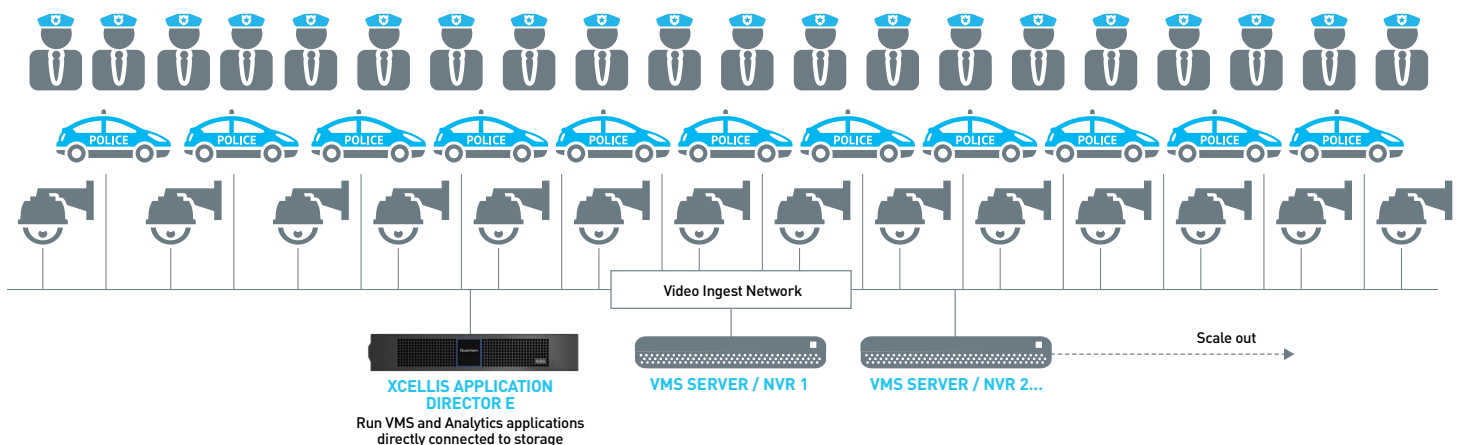 POLICE POLICE POLICE POLICE POLICE POLICE POLICE POLICE POLICE POLICE POLICE
Video Ingest Network
Scale out
Quantum
XCELLIS APPLICATION
DIRECTOR E
Run VMS and Analytics applications
directly connected to storage
VMS SERVER / NVR 1
VMS SERVER / NVR 2...